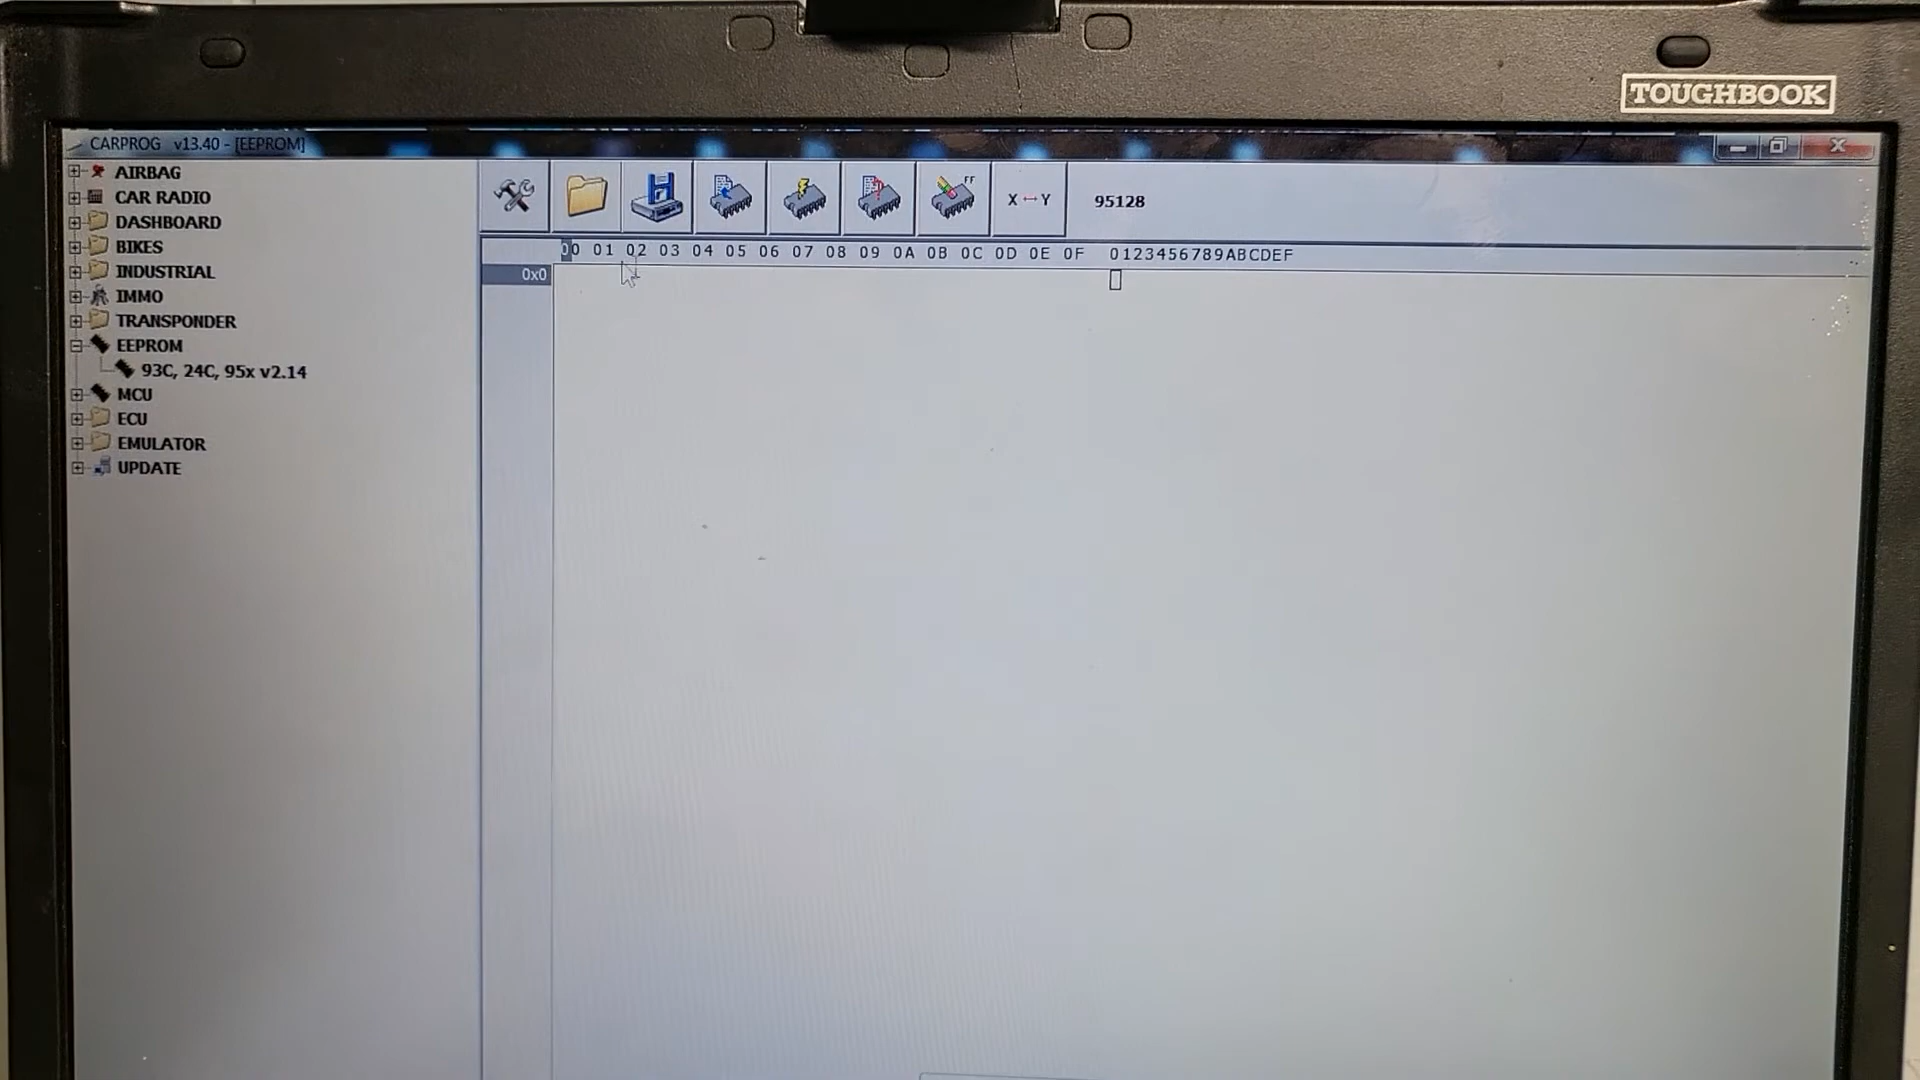 TOUGHBOOK
CARPROG v13.40 - [EEPROM]
AIRBAG
CAR RADIO
DASHBOARD
BIKES
INDUSTRIAL
IMMO
TRANSPONDER
EEPROM
93C, 24C, 95x v2.14
MCU
ECU
EMULATOR
UPDATE
FF
X ↔ Y
95128
00 01 02 03 04 05 06 07 08 09 0A 0B 0C 0D 0E 0F 0123456789ABCDEF
0x0